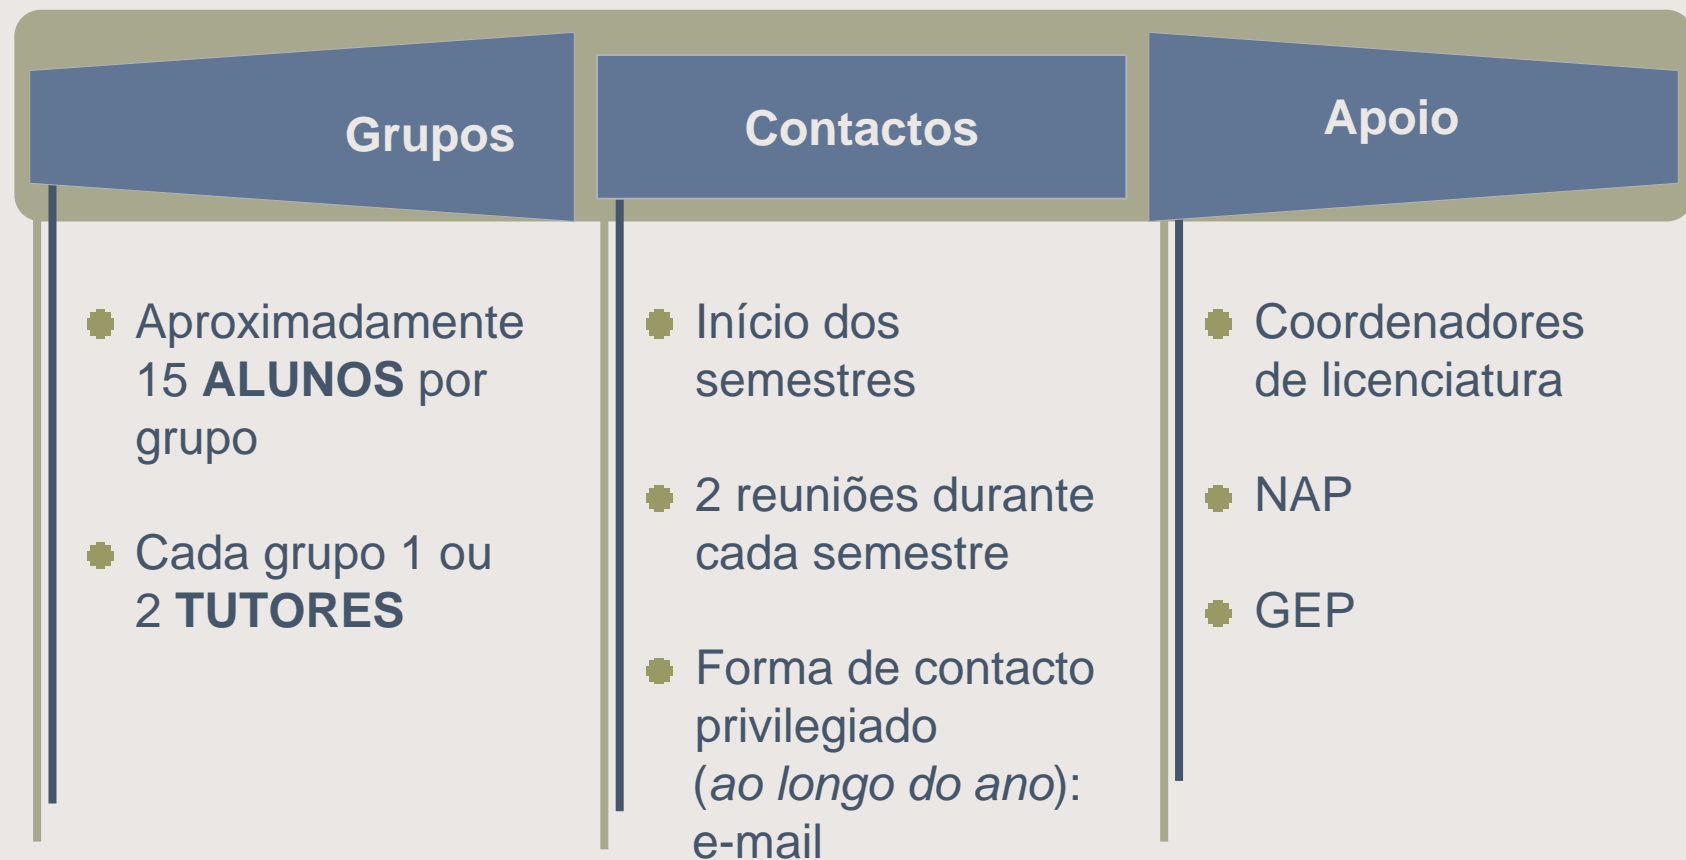 Grupos
Aproximadamente
15 ALUNOS por
grupo
Cada grupo 1 ou
2 TUTORES
Contactos
Início dos
semestres
2 reuniões durante
cada semestre
Forma de contacto
privilegiado
(ao longo do ano):
e-mail
Apoio
Coordenadores
de licenciatura
NAP
GEP